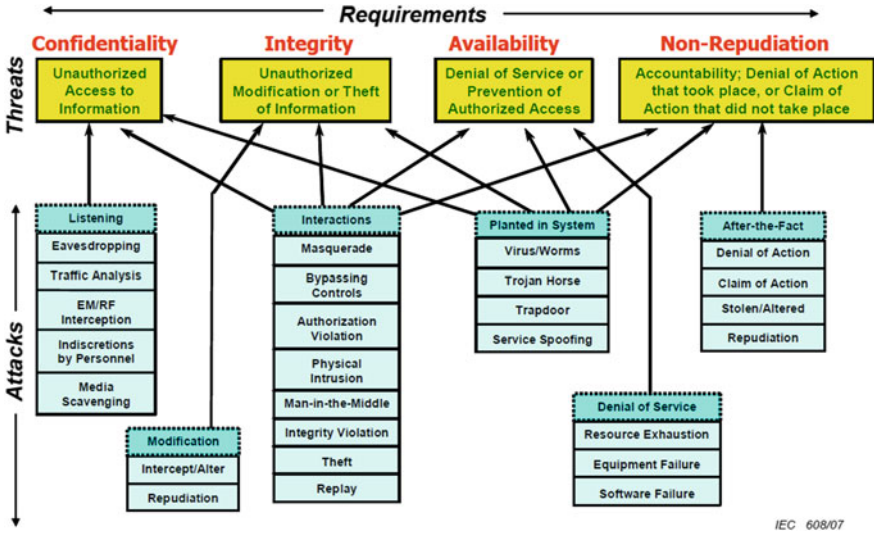 Requirements
Confidentiality
Integrity
Availability
Non-Repudiation
Threats
Unauthorized
Access to
Information
Unauthorized
Modification or Theft
of Information
Denial of Service or
Prevention of
Authorized Access
Accountability; Denial of Action
that took place, or Claim of
Action that did not take place
Attacks
Listening
Eavesdropping
Traffic Analysis
EM/RF
Interception
Indiscretions
by Personnel
Media
Scavenging
Modification
Intercept/Alter
Repudiation
Interactions
Masquerade
Bypassing
Controls
Authorization
Violation
Physical
Intrusion
Man-in-the-Middle
Integrity Violation
Theft
Replay
Planted in System
Virus/Worms
Trojan Horse
Trapdoor
Service Spoofing
Denial of Service
Resource Exhaustion
Equipment Failure
Software Failure
After-the-Fact
Denial of Action
Claim of Action
Stolen/Altered
Repudiation
IEC 608/07